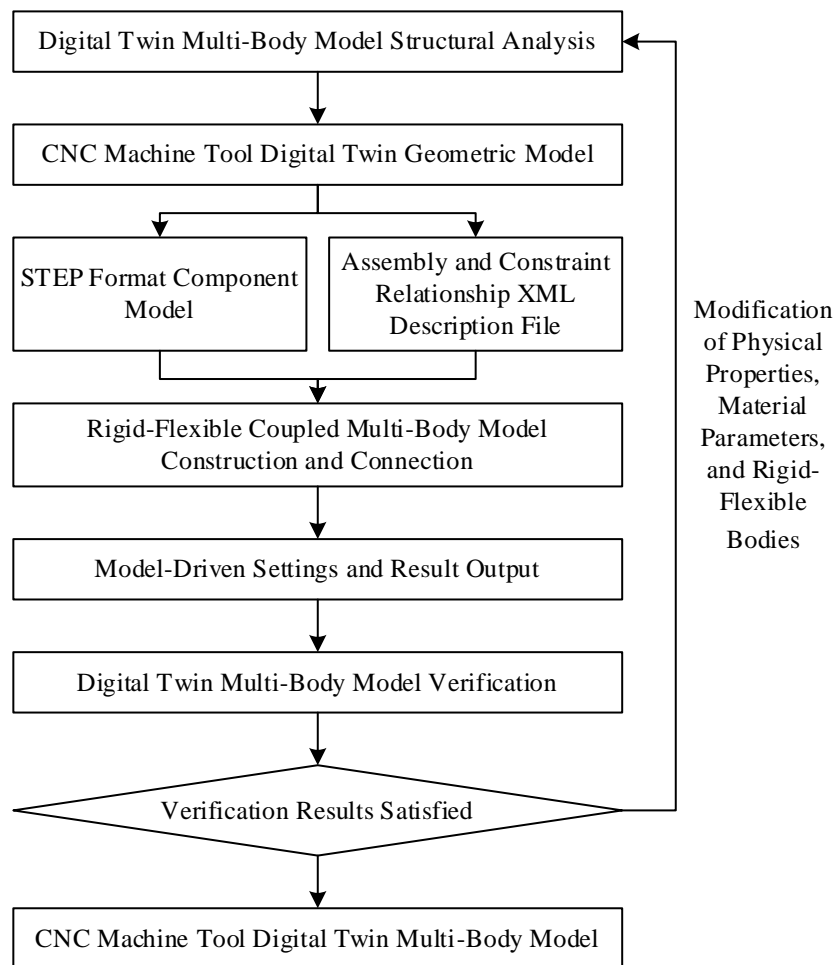 Digital Twin Multi-Body Model Structural Analysis
CNC Machine Tool Digital Twin Geometric Model
STEP Format Component
Model
Assembly and Constraint
Relationship XML
Description File
Rigid-Flexible Coupled Multi-Body Model
Construction and Connection
Model-Driven Settings and Result Output
Digital Twin Multi-Body Model Verification
Verification Results Satisfied
CNC Machine Tool Digital Twin Multi-Body Model
Modification
of Physical
Properties,
Material
Parameters,
and Rigid-
Flexible
Bodies